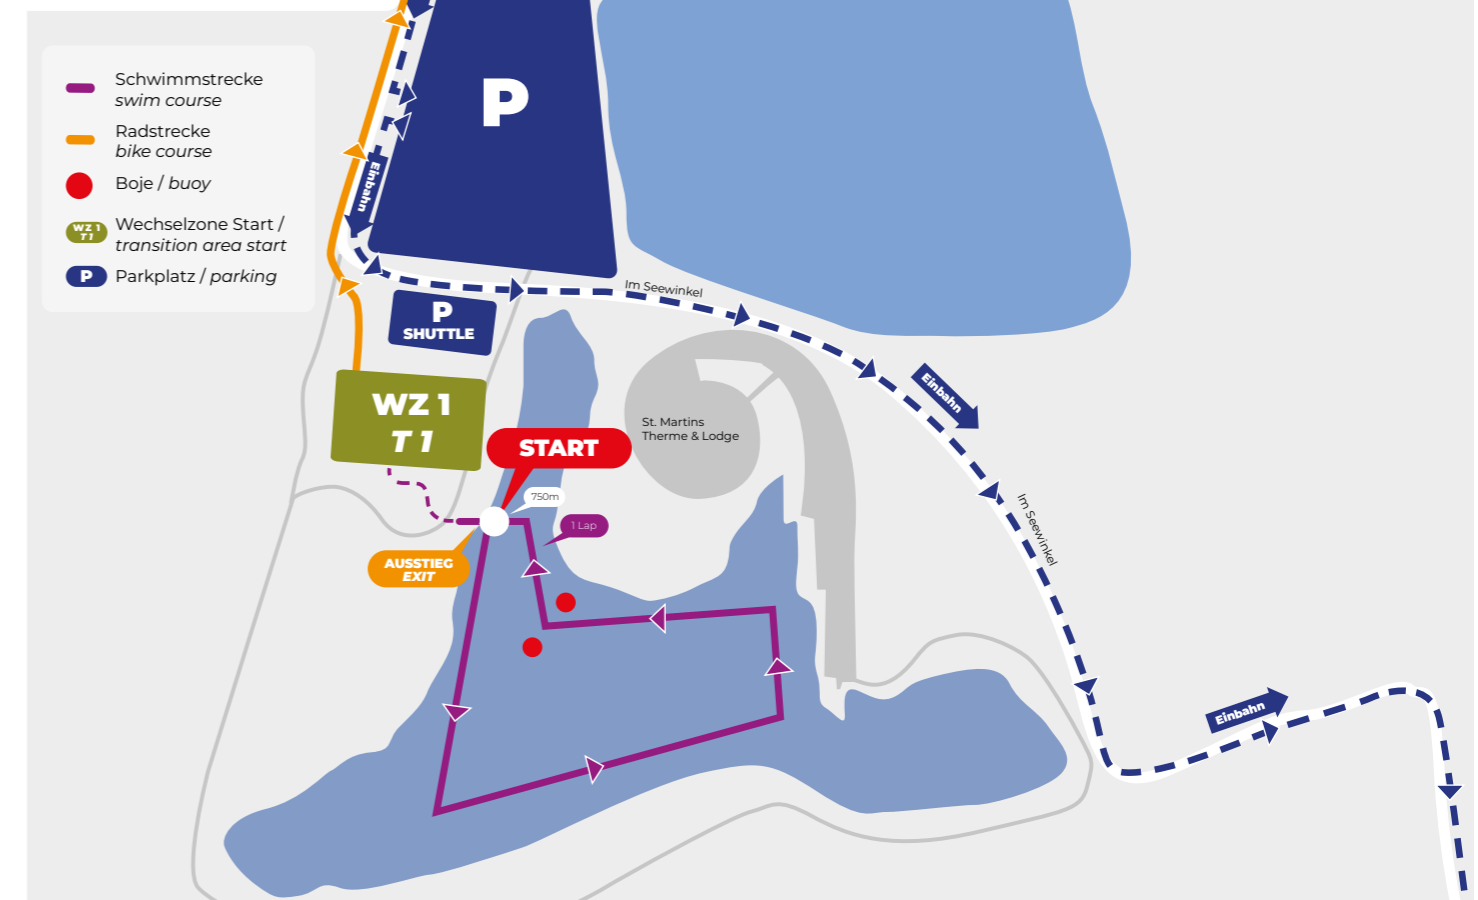 Schwimmstrecke
swim course
Radstrecke
bike course
Boje / buoy
WZ 1
T1
Wechselzone Start /
transition area start
P
Parkplatz / parking
P
Einbahn
Im Seewinkel
P
SHUTTLE
WZ 1
T 1
START
750m
1 Lap
AUSSTIEG
EXIT
St. Martins
Therme & Lodge
Einbahn
Im Seewinkel
Einbahn